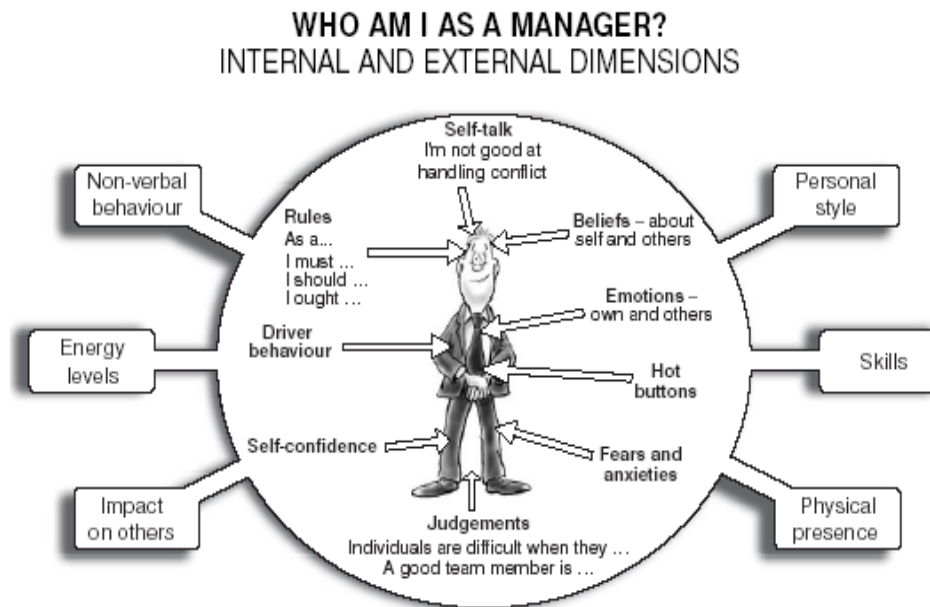 WHO AM I AS A MANAGER?
INTERNAL AND EXTERNAL DIMENSIONS
Self-talk
I'm not good at
handling conflict
Non-verbal
behaviour
Personal
style
Rules
As a...
I must ...
I should ...
I ought ...
Beliefs – about
self and others
Emotions –
own and others
Driver
behaviour
Energy
levels
Skills
Hot
buttons
Self-confidence
Fears and
anxieties
Impact
on others
Physical
presence
Judgements
Individuals are difficult when they ...
A good team member is ...